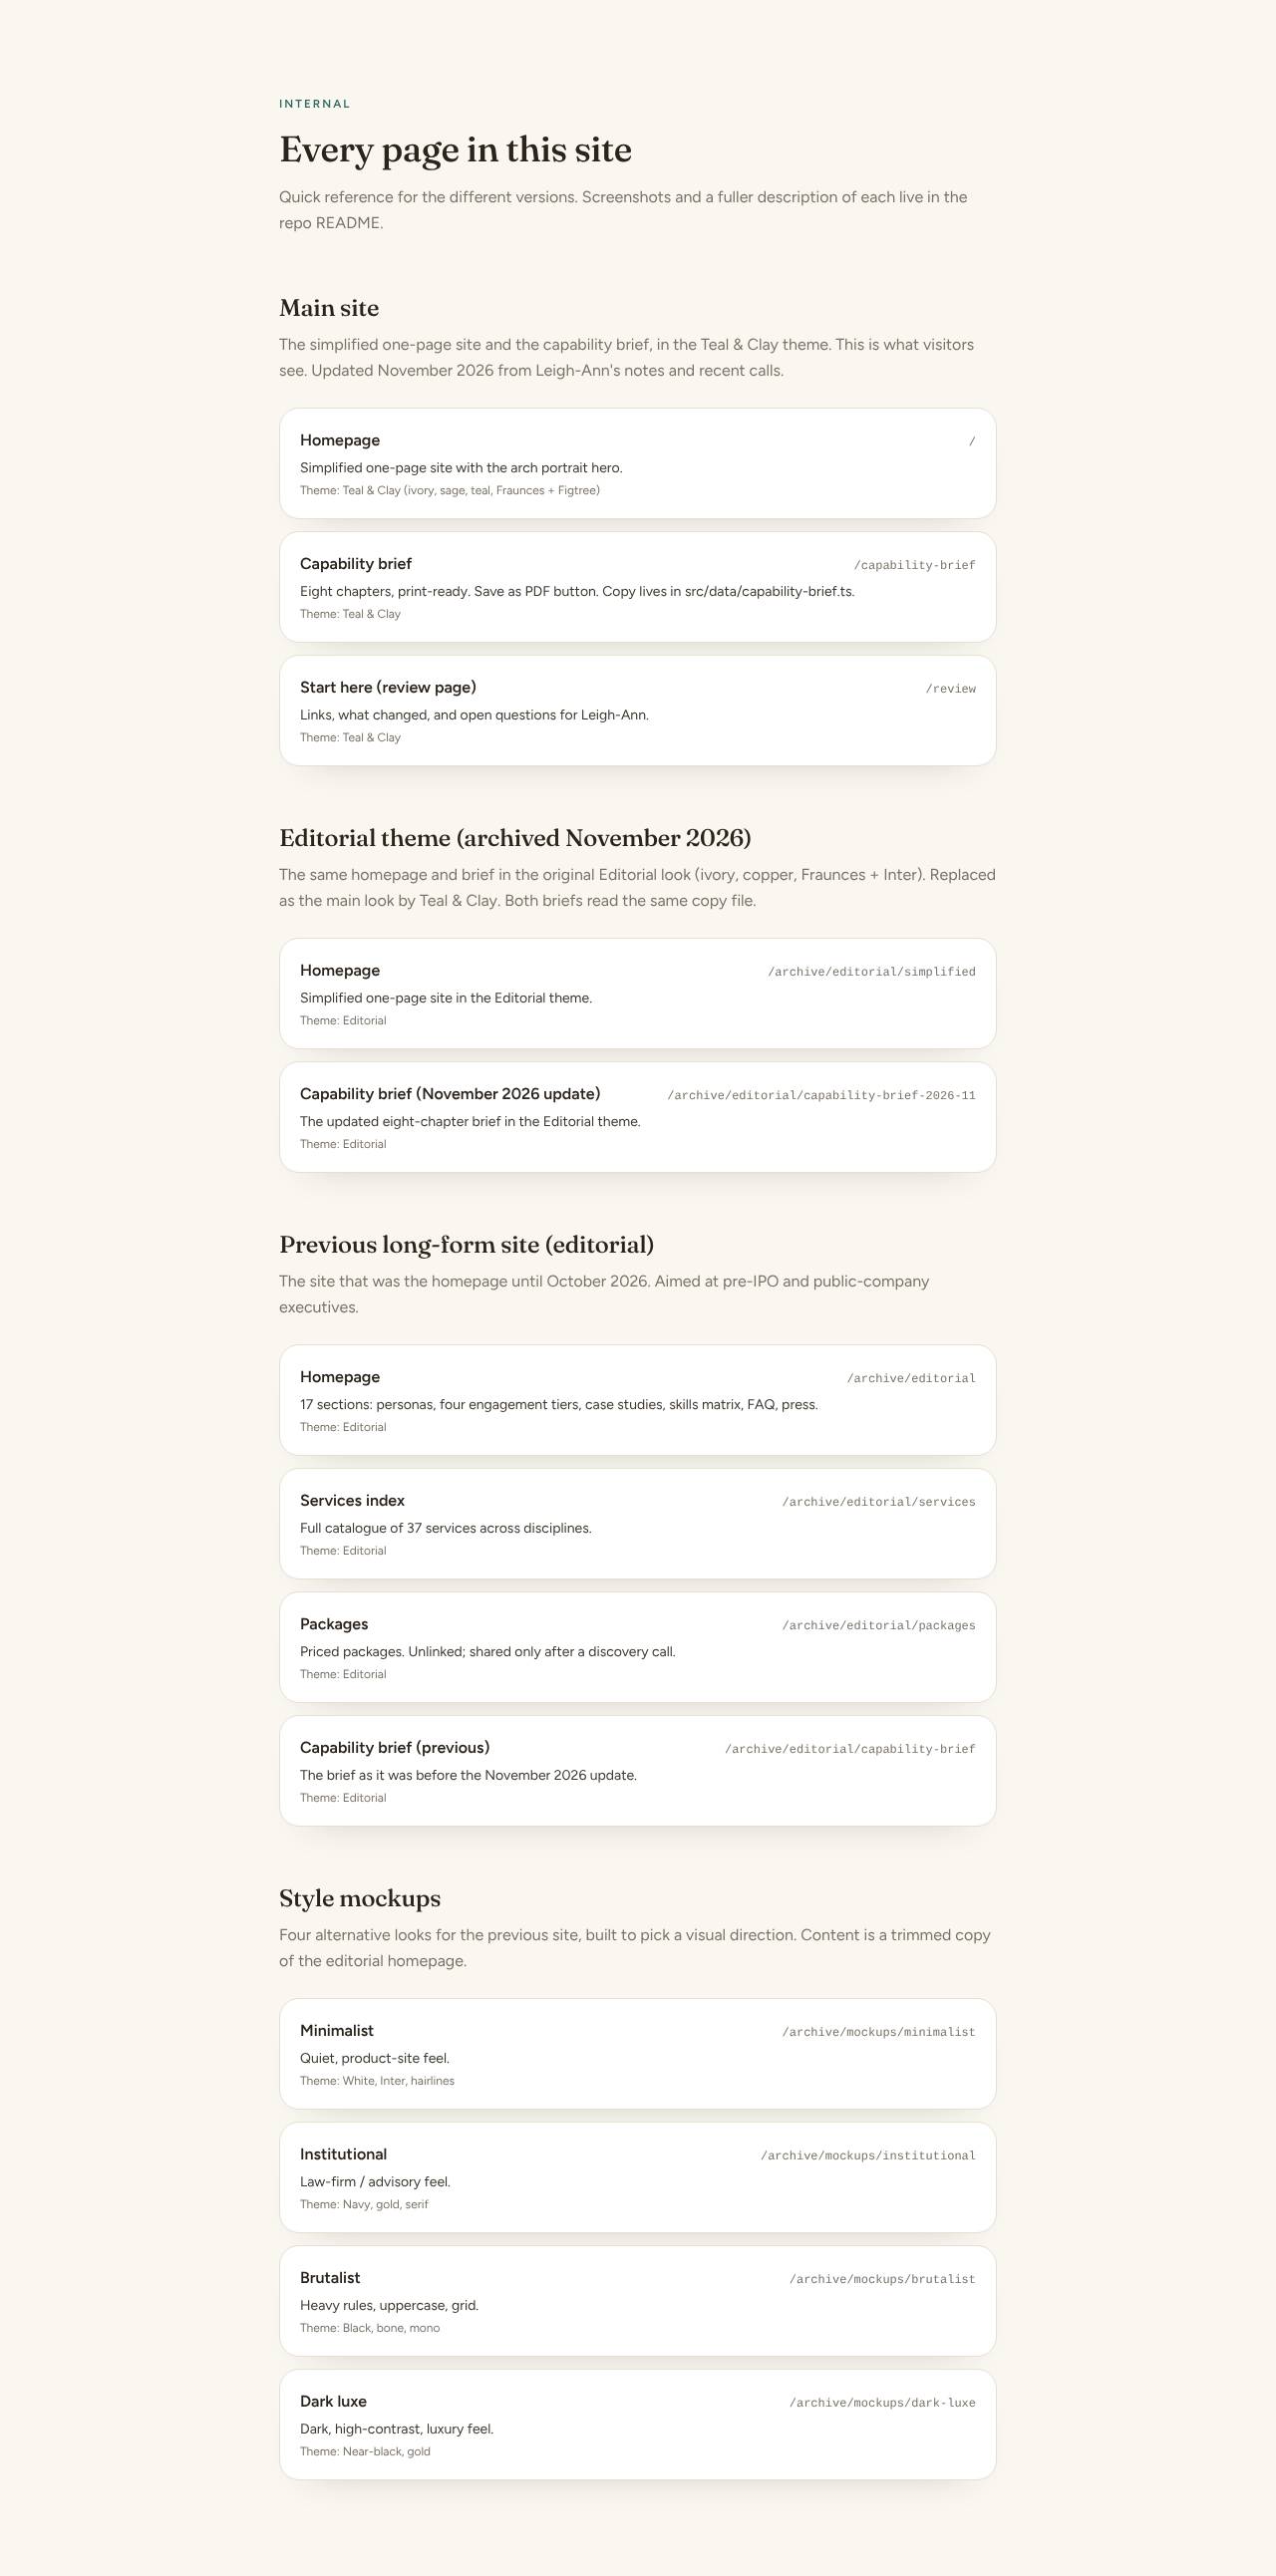 INTERNAL
Every page in this site
Quick reference for the different versions. Screenshots and a fuller description of each live in the
repo README.
Main site
The simplified one-page site and the capability brief, in the Teal & Clay theme. This is what visitors
see. Updated November 2026 from Leigh-Ann's notes and recent calls.
Homepage /
Simplified one-page site with the arch portrait hero.
Theme: Teal & Clay (ivory, sage, teal, Fraunces + Figtree)
Capability brief /capability-brief
Eight chapters, print-ready. Save as PDF button. Copy lives in src/data/capability-brief.ts.
Theme: Teal & Clay
Start here (review page) /review
Links, what changed, and open questions for Leigh-Ann.
Theme: Teal & Clay
Editorial theme (archived November 2026)
The same homepage and brief in the original Editorial look (ivory, copper, Fraunces + Inter). Replaced
as the main look by Teal & Clay. Both briefs read the same copy file.
Homepage /archive/editorial/simplified
Simplified one-page site in the Editorial theme.
Theme: Editorial
Capability brief (November 2026 update) /archive/editorial/capability-brief-2026-11
The updated eight-chapter brief in the Editorial theme.
Theme: Editorial
Previous long-form site (editorial)
The site that was the homepage until October 2026. Aimed at pre-IPO and public-company
executives.
Homepage /archive/editorial
17 sections: personas, four engagement tiers, case studies, skills matrix, FAQ, press.
Theme: Editorial
Services index /archive/editorial/services
Full catalogue of 37 services across disciplines.
Theme: Editorial
Packages /archive/editorial/packages
Priced packages. Unlinked; shared only after a discovery call.
Theme: Editorial
Capability brief (previous) /archive/editorial/capability-brief
The brief as it was before the November 2026 update.
Theme: Editorial
Style mockups
Four alternative looks for the previous site, built to pick a visual direction. Content is a trimmed copy
of the editorial homepage.
Minimalist /archive/mockups/minimalist
Quiet, product-site feel.
Theme: White, Inter, hairlines
Institutional /archive/mockups/institutional
Law-firm / advisory feel.
Theme: Navy, gold, serif
Brutalist /archive/mockups/brutalist
Heavy rules, uppercase, grid.
Theme: Black, bone, mono
Dark luxe /archive/mockups/dark-luxe
Dark, high-contrast, luxury feel.
Theme: Near-black, gold